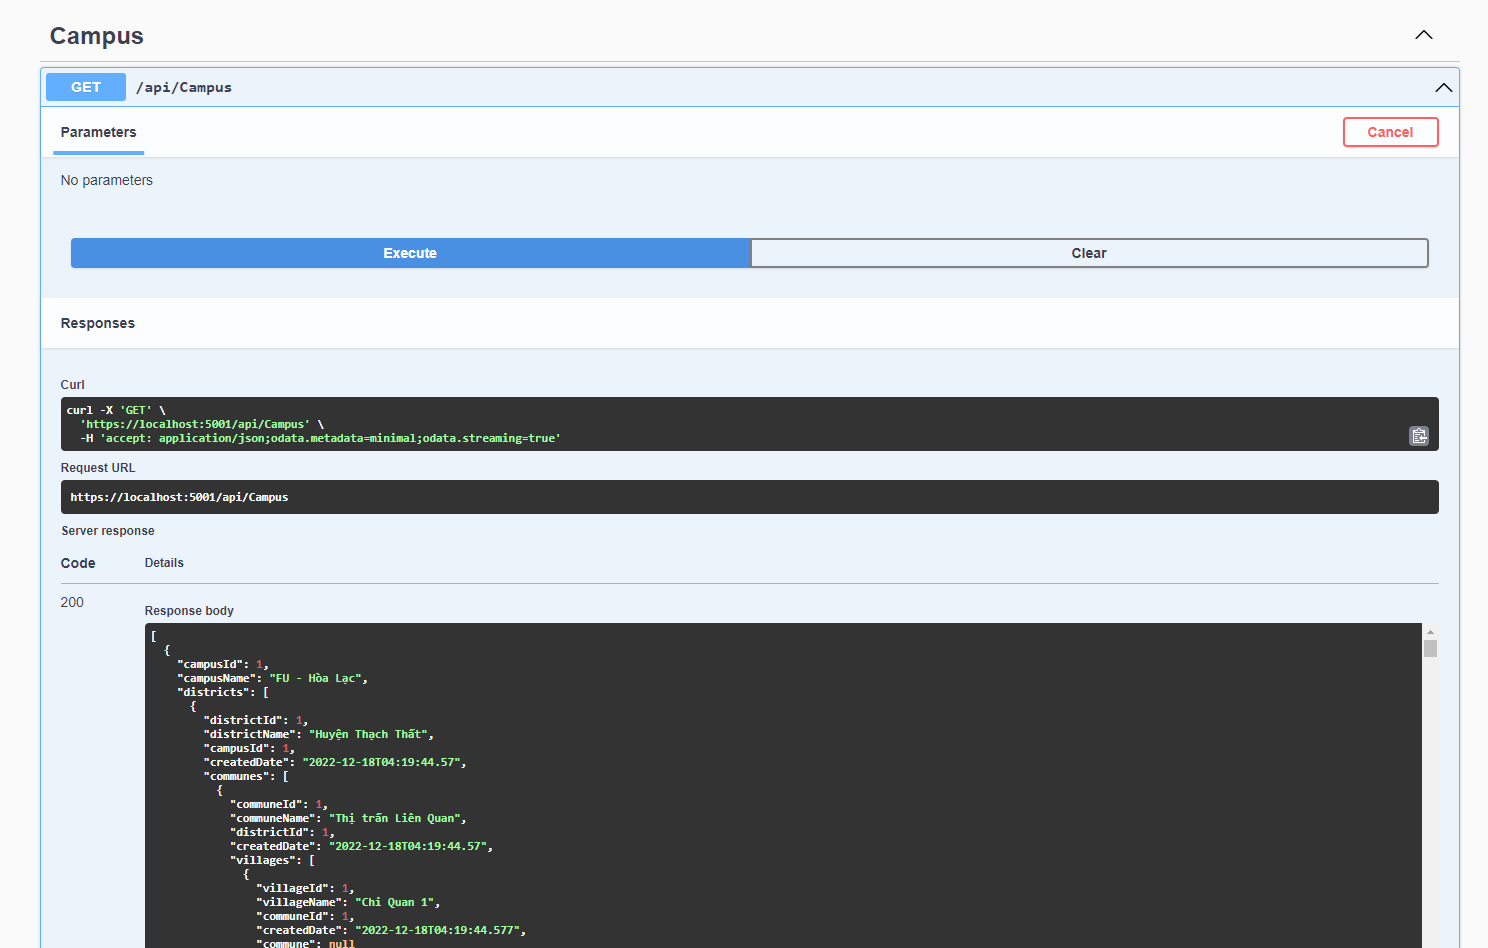 Campus
GET /api/Campus
Parameters
Cancel
No parameters
Execute
Clear
Responses
Curl
curl -X 'GET' \
  'https://localhost:5001/api/Campus' \
  -H 'accept: application/json;odata.metadata=minimal;odata.streaming=true'
Request URL
https://localhost:5001/api/Campus
Server response
Code Details
200
Response body
[
  {
    "campusId": 1,
    "campusName": "FU - Hòa Lạc",
    "districts": [
      {
        "districtId": 1,
        "districtName": "Huyện Thạch Thất",
        "campusId": 1,
        "createdDate": "2022-12-18T04:19:44.57",
        "communes": [
          {
            "communeId": 1,
            "communeName": "Thị trấn Liên Quan",
            "districtId": 1,
            "createdDate": "2022-12-18T04:19:44.57",
            "villages": [
              {
                "villageId": 1,
                "villageName": "Chi Quan 1",
                "communeId": 1,
                "createdDate": "2022-12-18T04:19:44.577",
                "commune": null